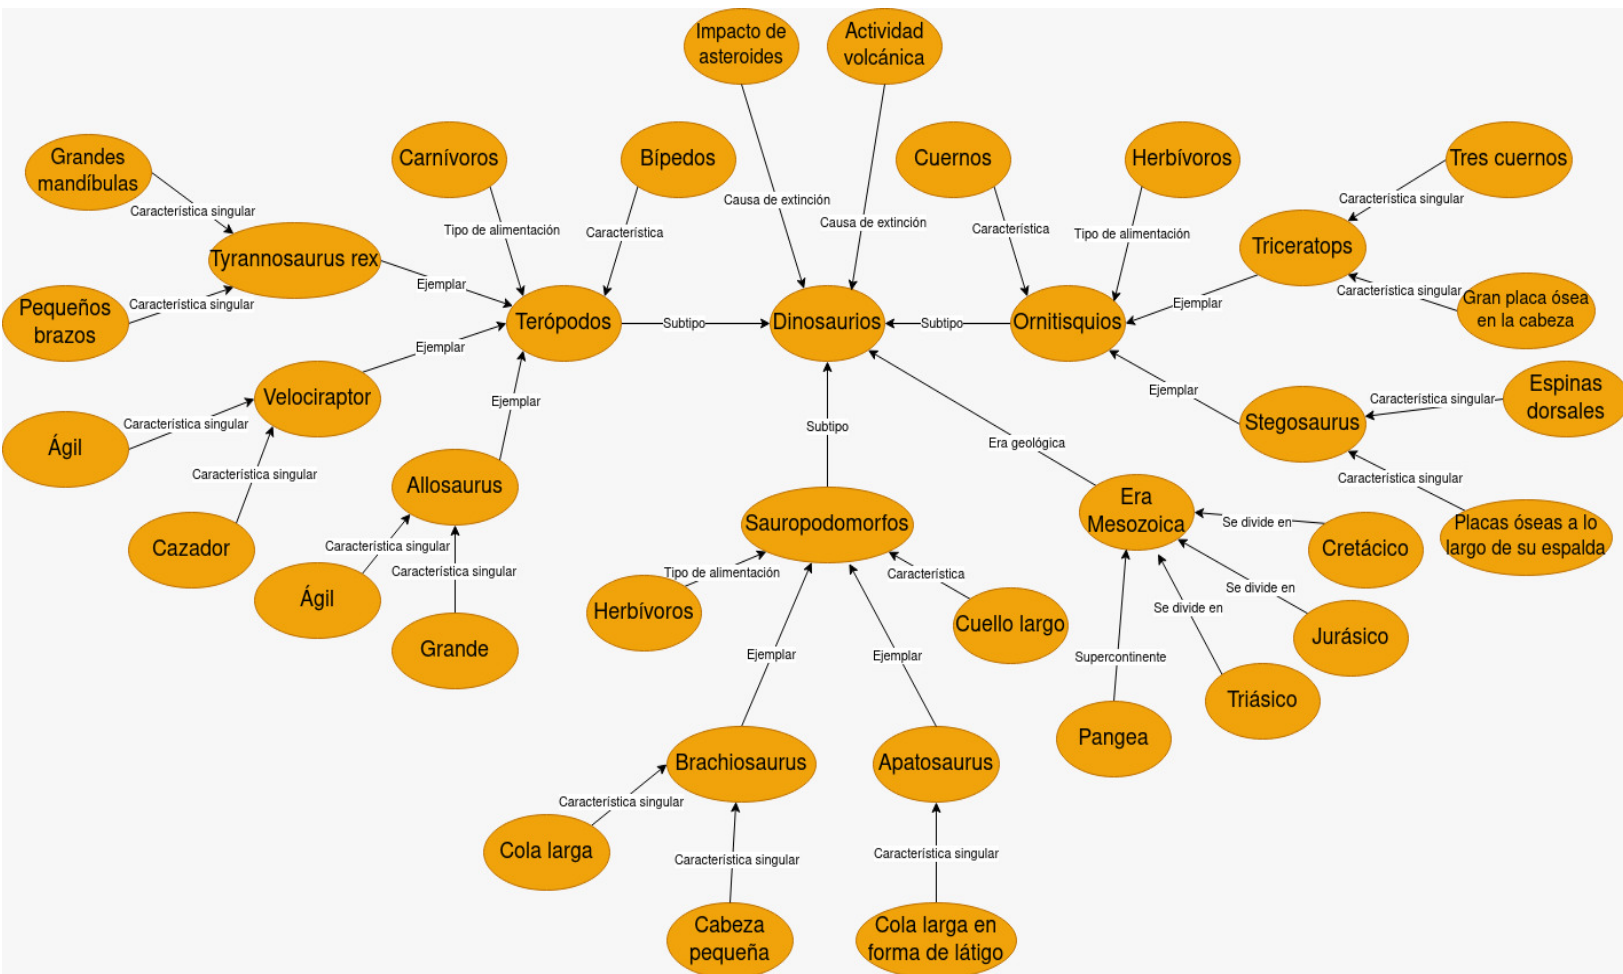 Impacto de
asteroides
Actividad
volcánica
Grandes
mandíbulas
Carnívoros
Bípedos
Cuernos
Herbívoros
Tres cuernos
Característica singular
Causa de extinción
Característica singular
Tipo de alimentación
Característica
Causa de extinción
Característica
Tipo de alimentación
Tyrannosaurus rex
Triceratops
Ejemplar
Característica singular
Pequeños
brazos
Característica singular
Ejemplar
Gran placa ósea
en la cabeza
Terópodos
Subtipo
Dinosaurios
Subtipo
Ornitisquios
Ejemplar
Velociraptor
Ejemplar
Ejemplar
Espinas
dorsales
Característica singular
Ágil
Característica singular
Subtipo
Era geológica
Stegosaurus
Característica singular
Allosaurus
Característica singular
Era
Mesozoica
Sauropodomorfos
Se divide en
Cretácico
Placas óseas a lo
largo de su espalda
Cazador
Característica singular
Característica singular
Tipo de alimentación
Característica
Se divide en
Ágil
Herbívoros
Cuello largo
Se divide en
Jurásico
Grande
Ejemplar
Ejemplar
Supercontinente
Triásico
Pangea
Brachiosaurus
Apatosaurus
Característica singular
Cola larga
Característica singular
Característica singular
Cabeza
pequeña
Cola larga en
forma de látigo